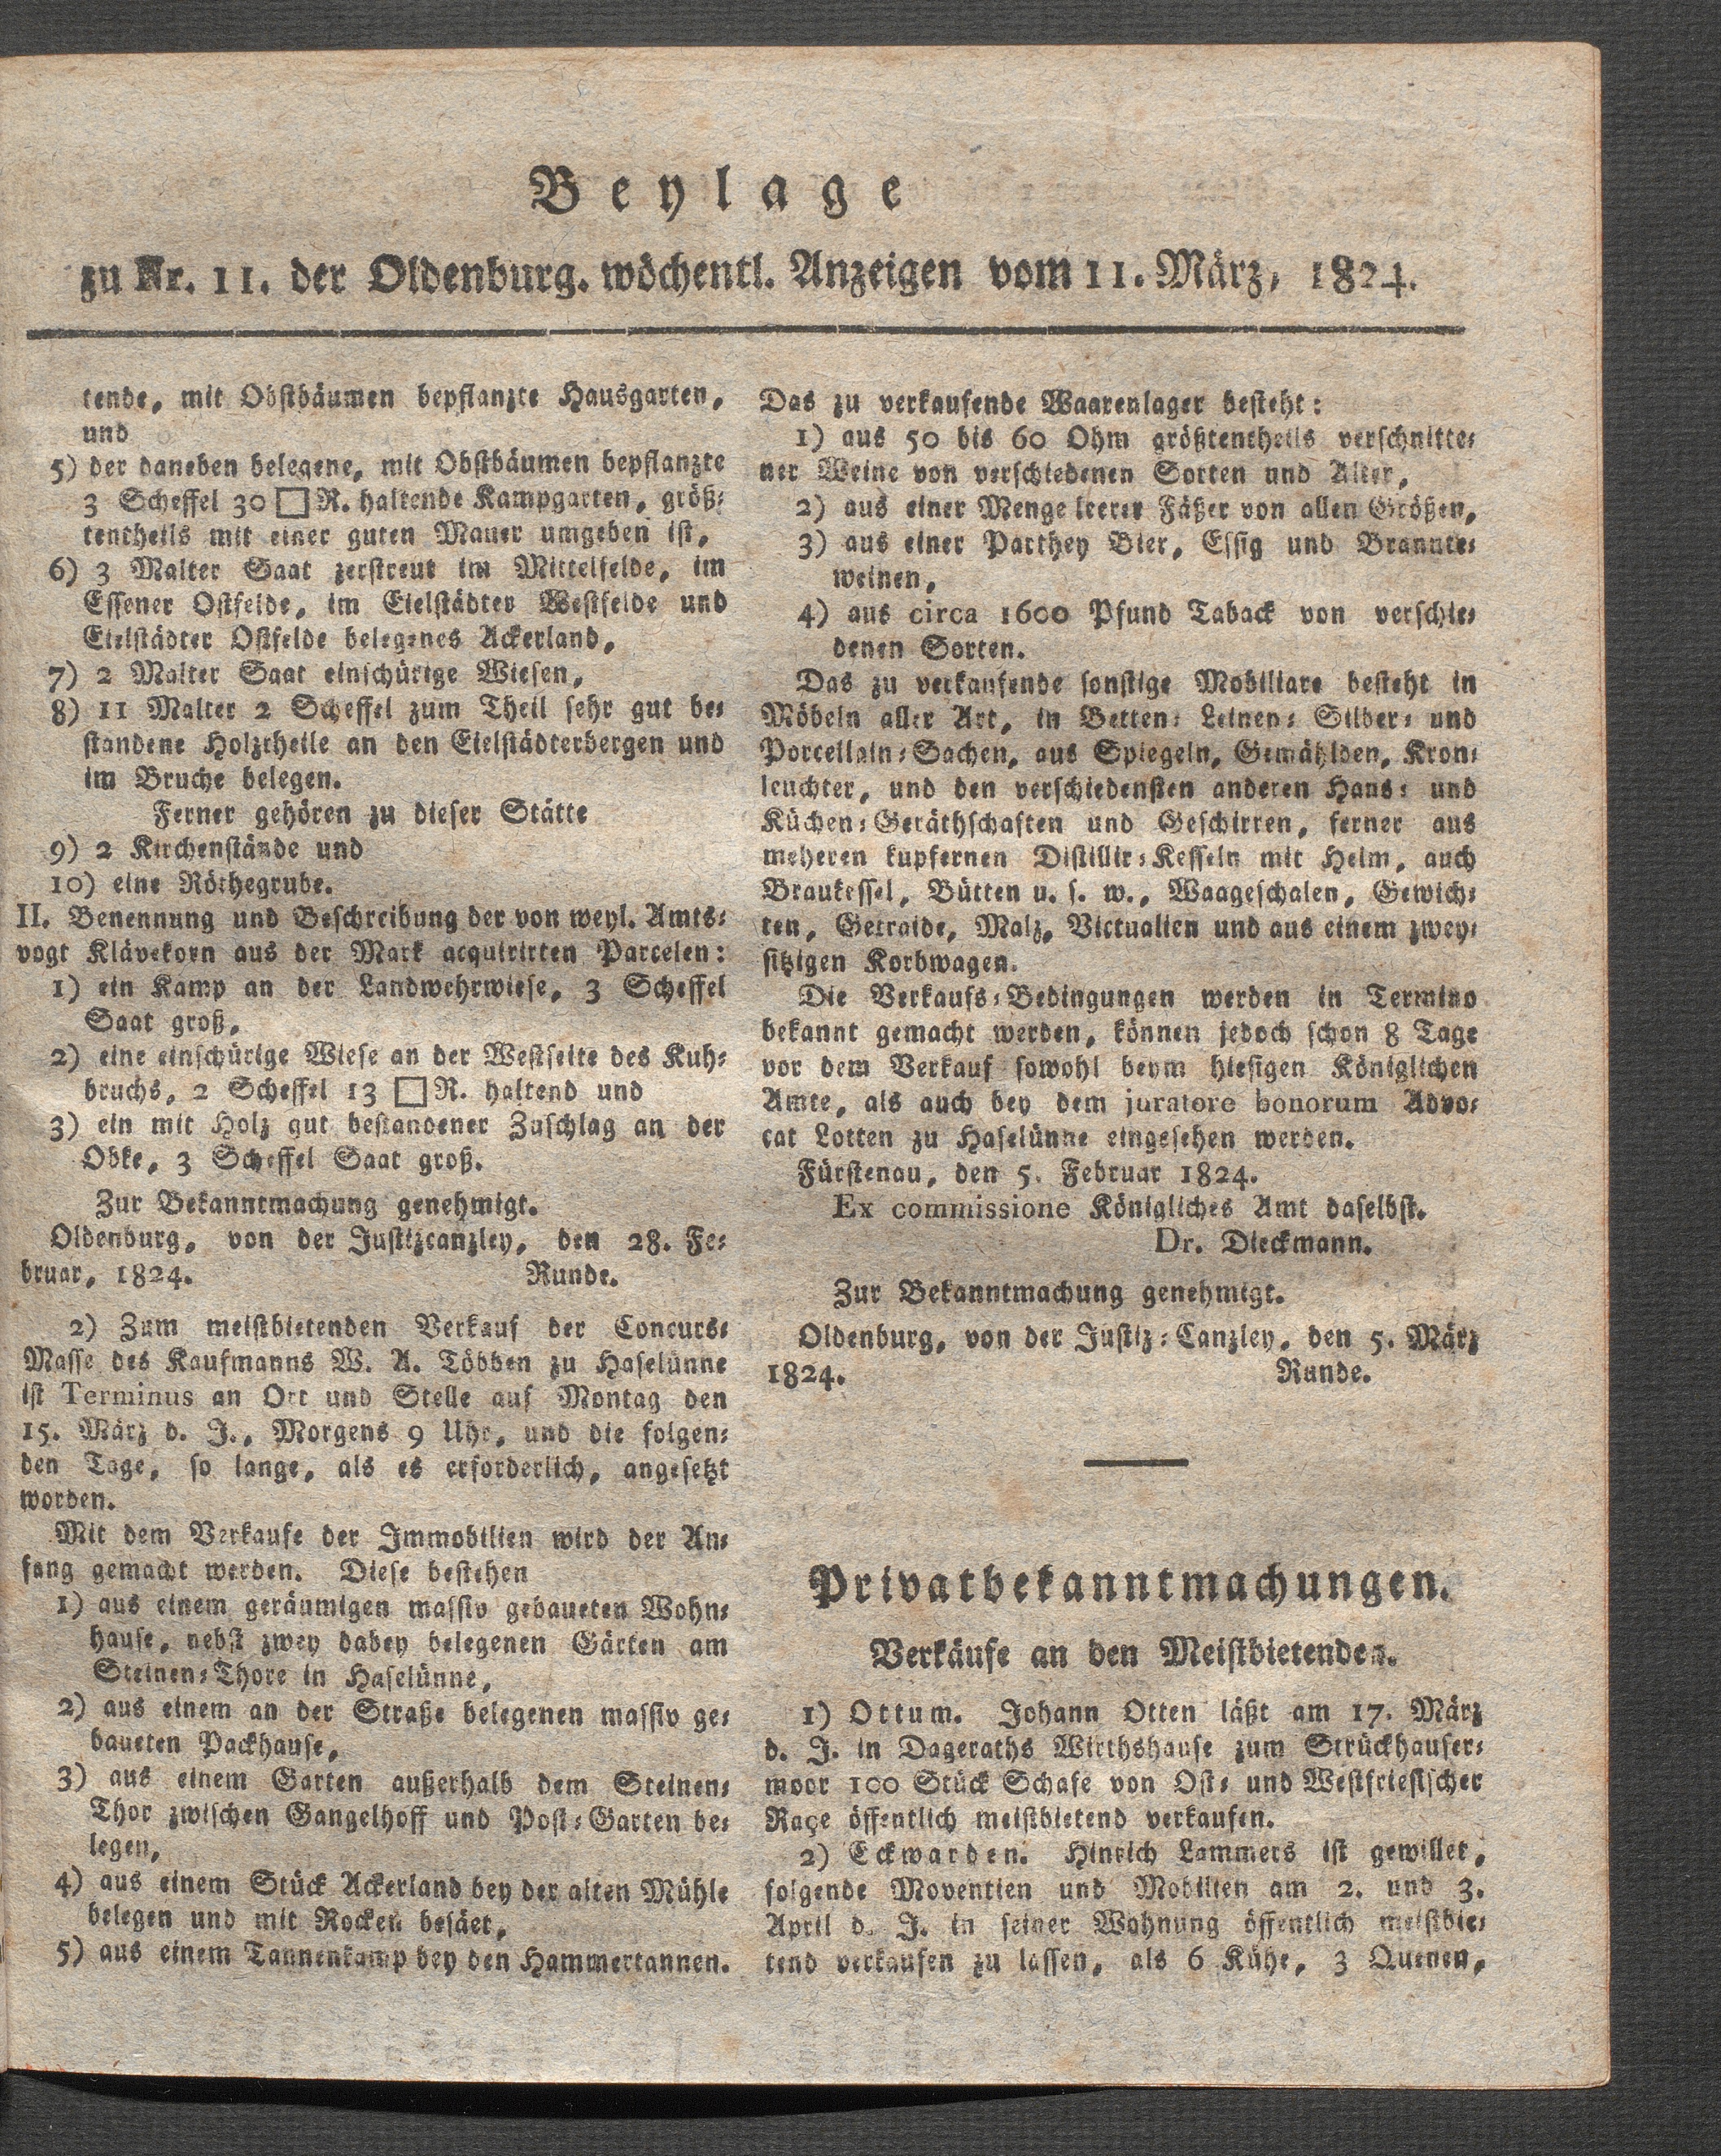 Beylage
zu Nr. 11. der Oldenburg. wöchentl. Anzeigen vom 11. März, 1824.
tende, mit Obstbäumen bepflanzte Hausgarten,
und
5) der daneben belegene, mit Obstbäumen bepflanzte
3 Scheffel 30 □ R. haltende Kampgarten, größ-
tentheils mit einer guten Mauer umgeben ist,
6) 3 Malter Saat zerstreut im Mittelfelde, im
Essener Ostfelde, im Eielstädter Westfelde und
Eielstädter Ostfelde belegenes Ackerland,
7) 2 Malter Saat einschürige Wiesen,
8) 11 Malter 2 Scheffel zum Theil sehr gut be-
standene Holztheile an den Eielstädterbergen und
im Bruche belegen.
Ferner gehören zu dieser Stätte
9) 2 Kirchenstände und
10) eine Röthegrube.
II. Benennung und Beschreibung der von weyl. Amts-
vogt Klävekorn aus der Mark acquirirten Parcelen:
1) ein Kamp an der Landwehrwiese, 3 Scheffel
Saat groß,
2) eine einschürige Wiese an der Westseite des Kuh-
bruchs, 2 Scheffel 13 □ R. haltend und
3) ein mit Holz gut bestandener Zuschlag an der
Odke, 3 Scheffel Saat groß.
Zur Bekanntmachung genehmigt.
Oldenburg, von der Justizcanzley, den 28. Fe-
bruar, 1824. Runde.
2) Zum meistbietenden Verkauf der Concurs-
Masse des Kaufmanns W. A. Többen zu Haselünne
ist Terminus an Ort und Stelle auf Montag den
15. März d. J., Morgens 9 Uhr, und die folgen-
den Tage, so lange, als es erforderlich, angesetzt
worden.
Mit dem Verkaufe der Immobilien wird der An-
fang gemacht werden. Diese bestehen
1) aus einem geräumigen massiv gebaueten Wohn-
hause, nebst zwey dabey belegenen Gärten am
Steinen-Thore in Haselünne,
2) aus einem an der Straße belegenen massiv ge-
baueten Packhause,
3) aus einem Garten außerhalb dem Steinen-
Thor zwischen Gangelhoff und Post-Garten be-
legen,
4) aus einem Stück Ackerland bey der alten Mühle
belegen und mit Rocken besäet,
5) aus einem Tannenkamp bey den Hammertannen.
Das zu verkaufende Waarenlager besteht:
1) aus 50 bis 60 Ohm größtentheils verschnitte-
ner Weine von verschiedenen Sorten und Alter,
2) aus einer Menge leerer Fäßer von allen Größen,
3) aus einer Parthey Bier, Essig und Brannte-
weinen,
4) aus circa 1600 Pfund Taback von verschie-
denen Sorten.
Das zu verkaufende sonstige Mobiliare besteht in
Möbeln aller Art, in Betten- Leinen- Silber- und
Porcellain-Sachen, aus Spiegeln, Gemählden, Kron-
leuchter, und den verschiedensten anderen Haus- und
Küchen-Geräthschaften und Geschirren, ferner aus
meheren kupfernen Distillir-Kesseln mit Helm, auch
Braukessel, Bütten u. s. w., Waageschalen, Gewich-
ten, Getraide, Malz, Victualien und aus einem zwey-
sitzigen Korbwagen.
Die Verkaufs-Bedingungen werden in Termino
bekannt gemacht werden, können jedoch schon 8 Tage
vor dem Verkauf sowohl beym hiesigen Königlichen
Amte, als auch bey dem juratore bonorum Advo-
cat Lotten zu Haselünne eingesehen werden.
Fürstenau, den 5. Februar 1824.
Ex commissione Königliches Amt daselbst.
Dr. Dieckmann.
Zur Bekanntmachung genehmigt.
Oldenburg, von der Justiz-Canzley, den 5. März
1824. Runde.
Privatbekanntmachungen.
Verkäufe an den Meistbietenden.
1) Ottum. Johann Otten läßt am 17. März
d. J. in Dageraths Wirthshause zum Strückhauser-
moor 100 Stück Schafe von Ost- und Westfriesischer
Raçe öffentlich meistbietend verkaufen.
2) Eckwarden. Hinrich Lammers ist gewillet,
folgende Moventien und Mobilien am 2. und 3.
April d. J. in seiner Wohnung öffentlich meistbie-
tend verkaufen zu lassen, als 6 Kühe, 3 Quenen,